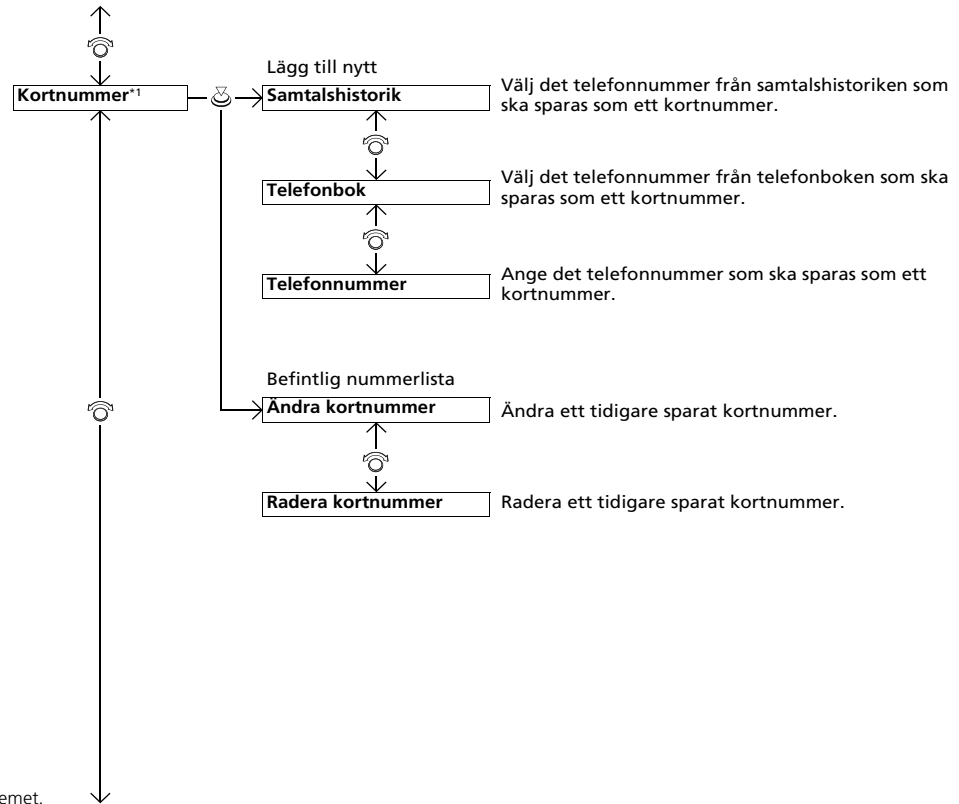 Lägg till nytt
Kortnummer*1
Samtalshistorik
Välj det telefonnummer från samtalshistoriken som
ska sparas som ett kortnummer.
Telefonbok
Välj det telefonnummer från telefonboken som ska
sparas som ett kortnummer.
Telefonnummer
Ange det telefonnummer som ska sparas som ett
kortnummer.
Befintlig nummerlista
Ändra kortnummer
Ändra ett tidigare sparat kortnummer.
Radera kortnummer
Radera ett tidigare sparat kortnummer.
emet.